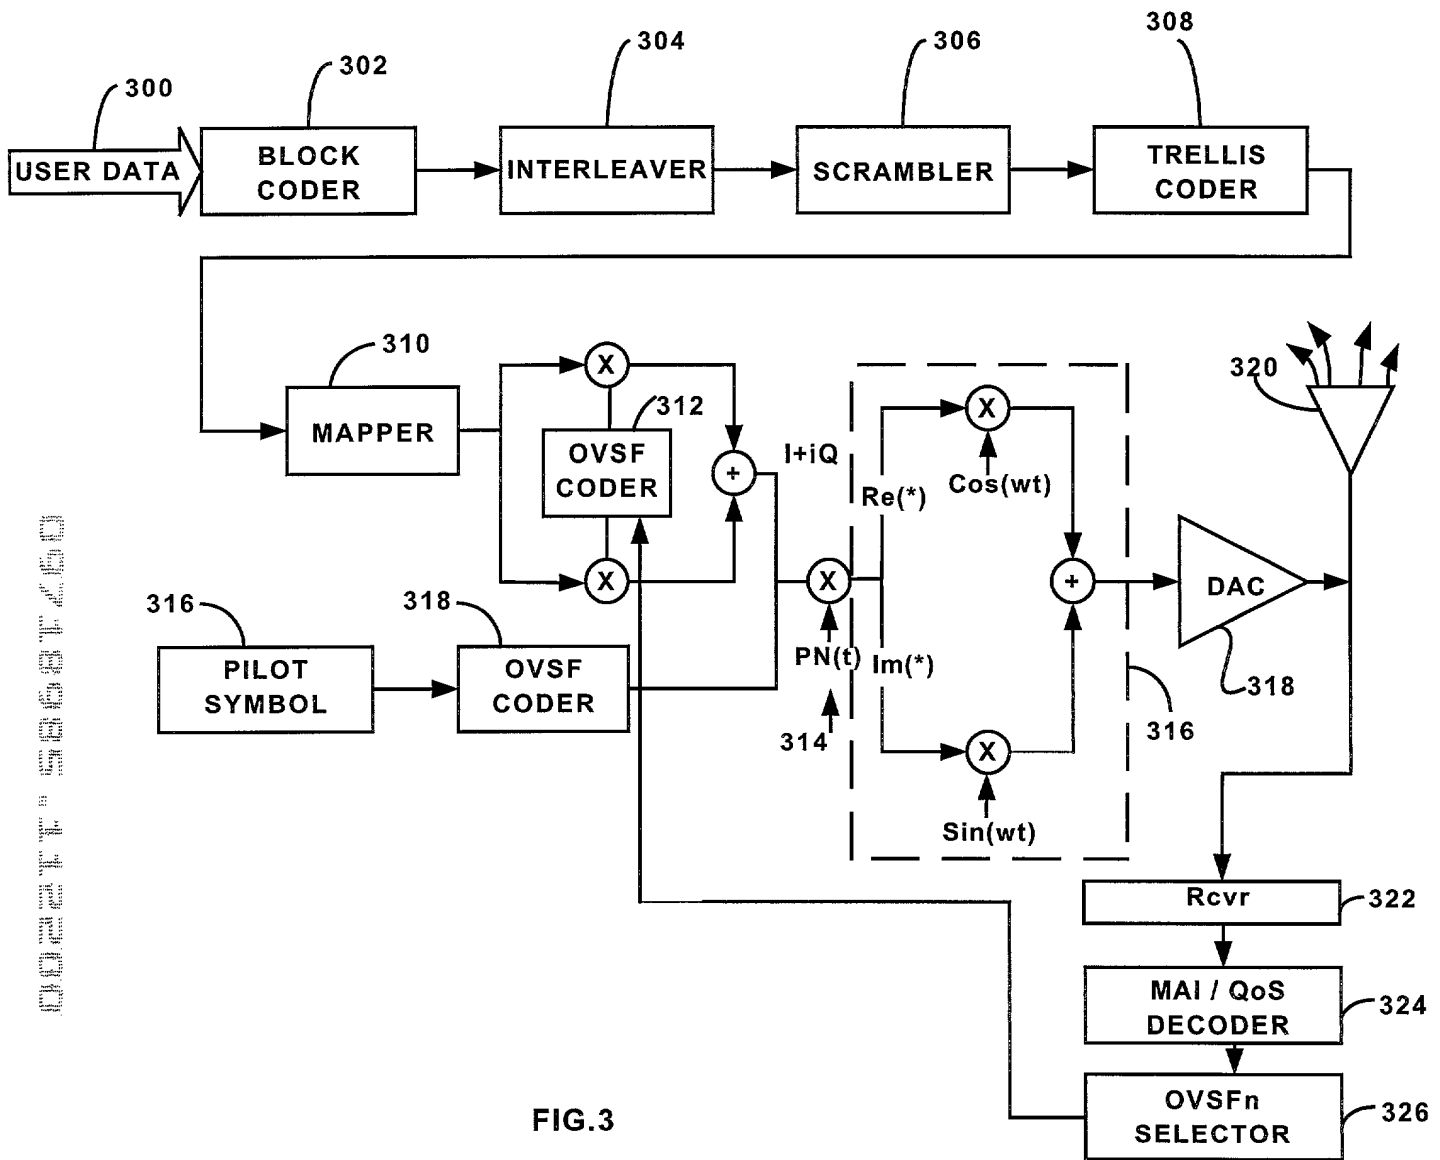 308
304
306
302
300
USER DATA
BLOCK
CODER
INTERLEAVER
SCRAMBLER
TRELLIS
CODER
310
MAPPER
X
312
OVSF
CODER
X
+
I+iQ
Re(*)
X
Cos(wt)
320
+
DAC
318
316
PILOT
SYMBOL
318
OVSF
CODER
X
PN(t)
314
Im(*)
X
Sin(wt)
316
Rcvr
322
MAI / QoS
DECODER
324
OVSFn
SELECTOR
326
FIG.3